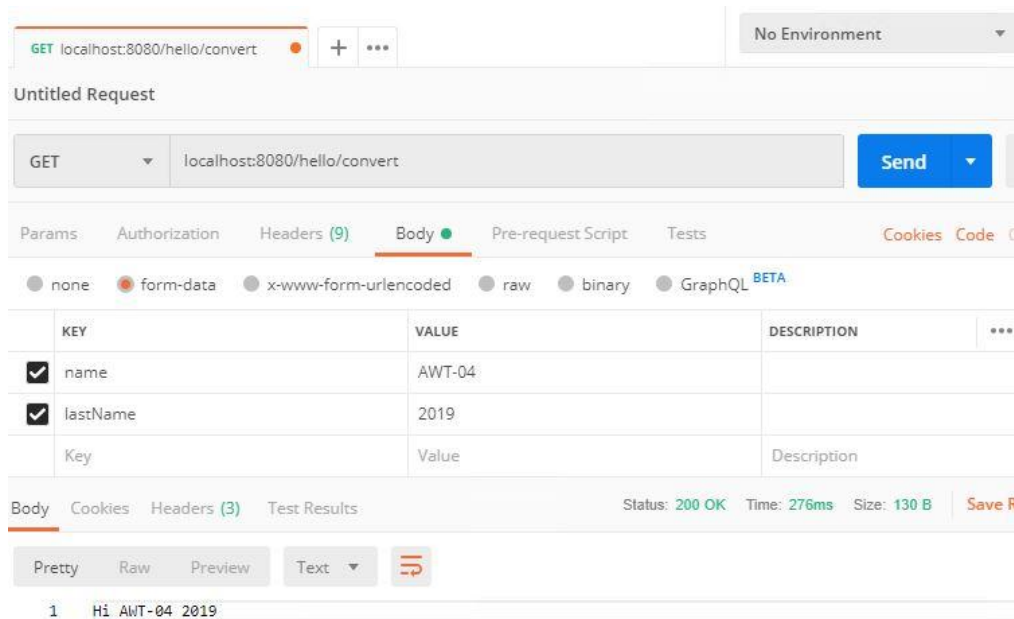 GET localhost:8080/hello/convert
No Environment
Untitled Request
GET localhost:8080/hello/convert Send
Params Authorization Headers (9) Body Pre-request Script Tests Cookies Code
none form-data x-www-form-urlencoded raw binary GraphQL BETA
KEY VALUE DESCRIPTION
name AWT-04
lastName 2019
Key Value Description
Body Cookies Headers (3) Test Results Status: 200 OK Time: 276ms Size: 130 B Save
Pretty Raw Preview Text
1 Hi AWT-04 2019